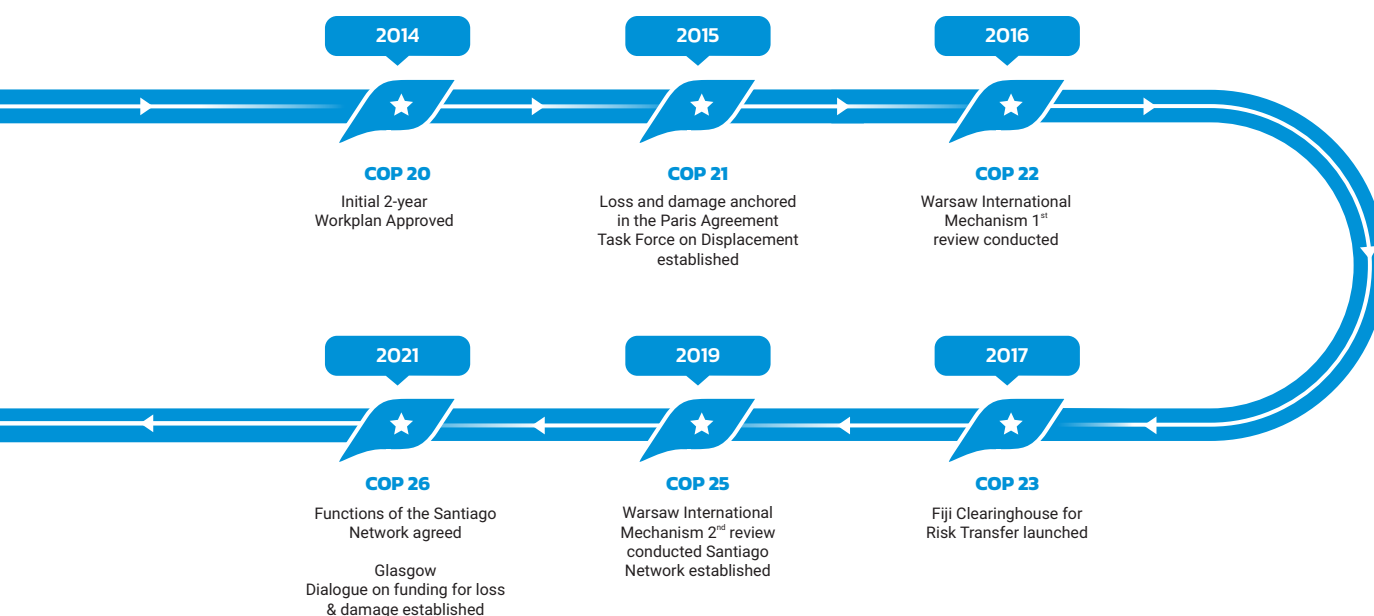 2014
2015
2016
COP 20
Initial 2-year
Workplan Approved
COP 21
Loss and damage anchored
in the Paris Agreement
Task Force on Displacement
established
COP 22
Warsaw International
Mechanism 1st
review conducted
2021
2019
2017
COP 26
Functions of the Santiago
Network agreed
Glasgow
Dialogue on funding for loss
& damage established
COP 25
Warsaw International
Mechanism 2nd review
conducted Santiago
Network established
COP 23
Fiji Clearinghouse for
Risk Transfer launched